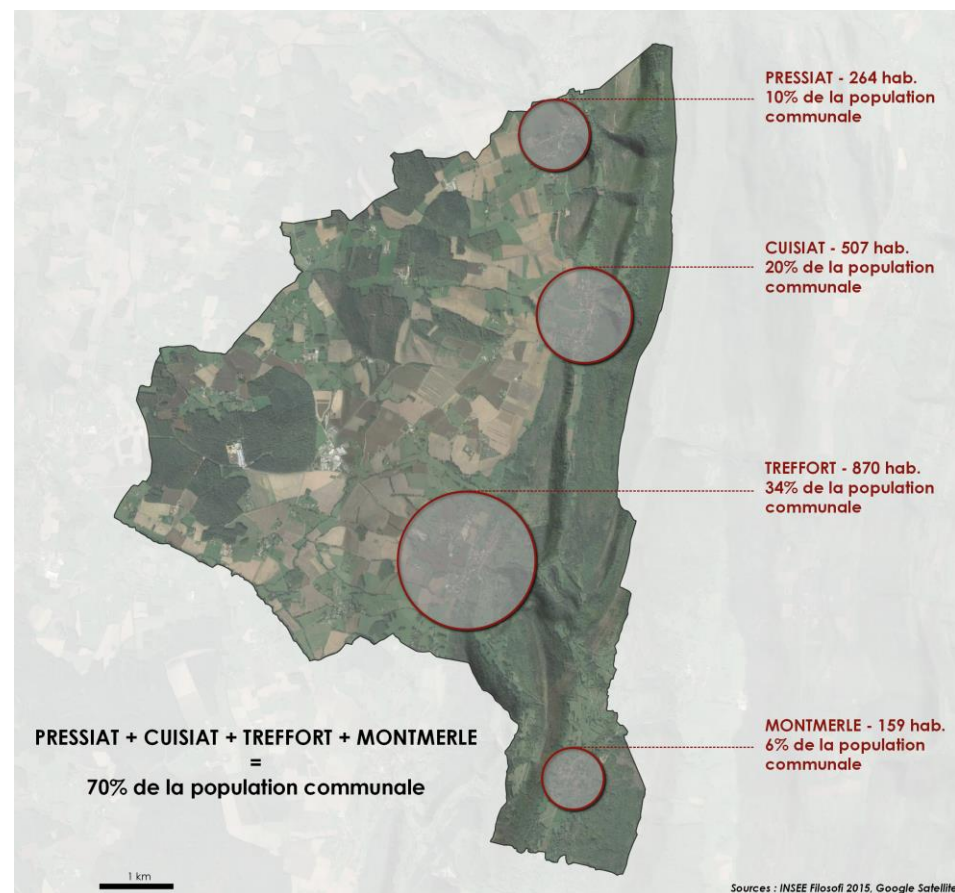 PRESSIAT - 264 hab.
10% de la population
communale
CUISIAT - 507 hab.
20% de la population
communale
TREFFORT - 870 hab.
34% de la population
communale
MONTMERLE - 159 hab.
6% de la population
communale
PRESSIAT + CUISIAT + TREFFORT + MONTMERLE
=
70% de la population communale
1 km
Sources : INSEE Filosofi 2015, Google Satellite